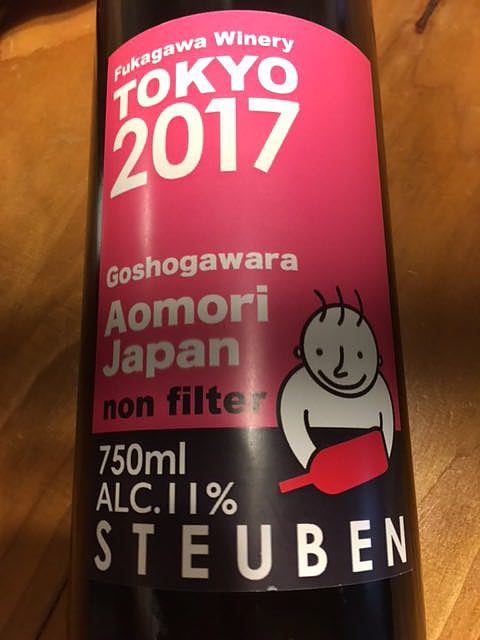 Fukagawa Winery
TOKYO
2017
Goshogawara
Aomori
Japan
non filter
750ml
ALC.11%
STEUBEN